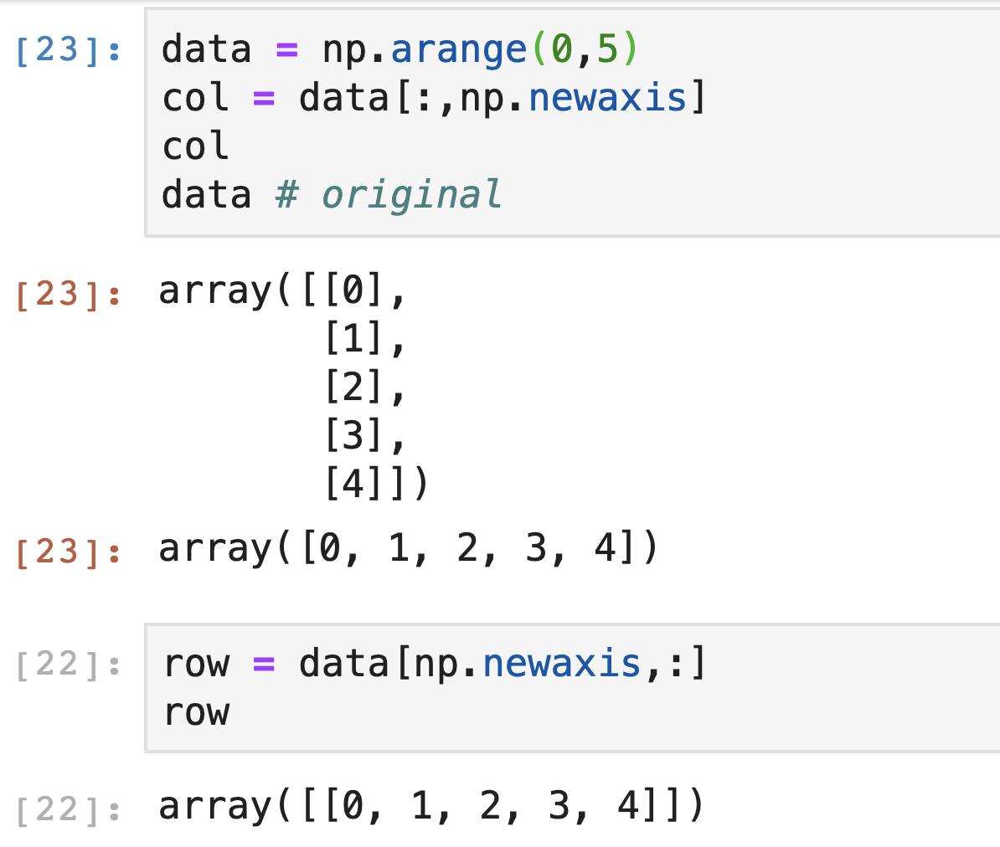 [23]: data = np.arange(0,5)
col = data[:,np.newaxis]
col
data # original
[23]: array([[0],
[1],
[2],
[3],
[4]])
[23]: array([0, 1, 2, 3, 4])
[22]: row = data[np.newaxis,:]
row
[22]: array([[0, 1, 2, 3, 4]])